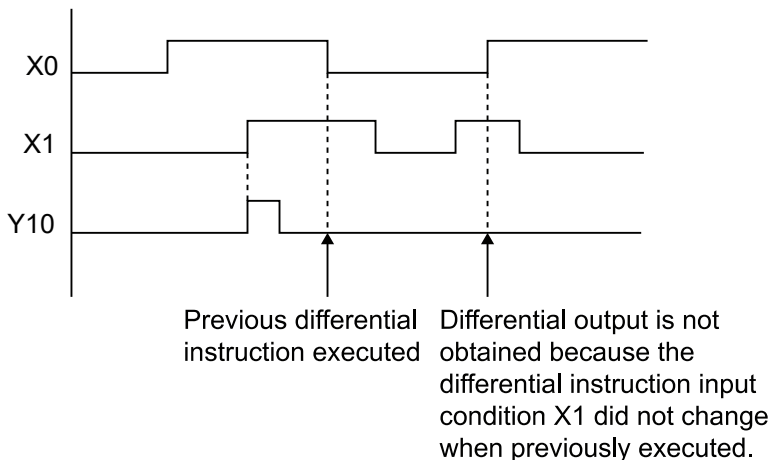 X0
X1
Y10
Previous differential
instruction executed
Differential output is not
obtained because the
differential instruction input
condition X1 did not change
when previously executed.